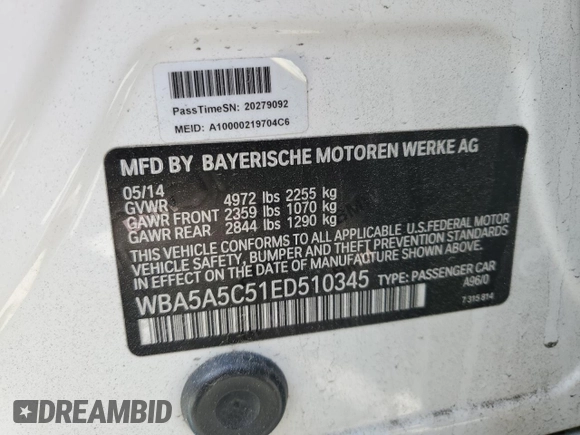 PassTimeSN: 20279092
MEID: A10000219704C6
MFD BY BAYERISCHE MOTOREN WERKE AG
05/14
GVWR 4972 lbs 2255 kg
GAWR FRONT 2359 lbs 1070 kg
GAWR REAR 2844 lbs 1290 kg
THIS VEHICLE CONFORMS TO ALL APPLICABLE U.S.FEDERAL MOTOR
VEHICLE SAFETY, BUMPER, AND THEFT PREVENTION STANDARDS
IN EFFECT ON THE DATE OF MANUFACTURE SHOWN ABOVE.
WBA5A5C51ED510345 TYPE: PASSENGER CAR
A96/0
7 315 814
DREAMBID